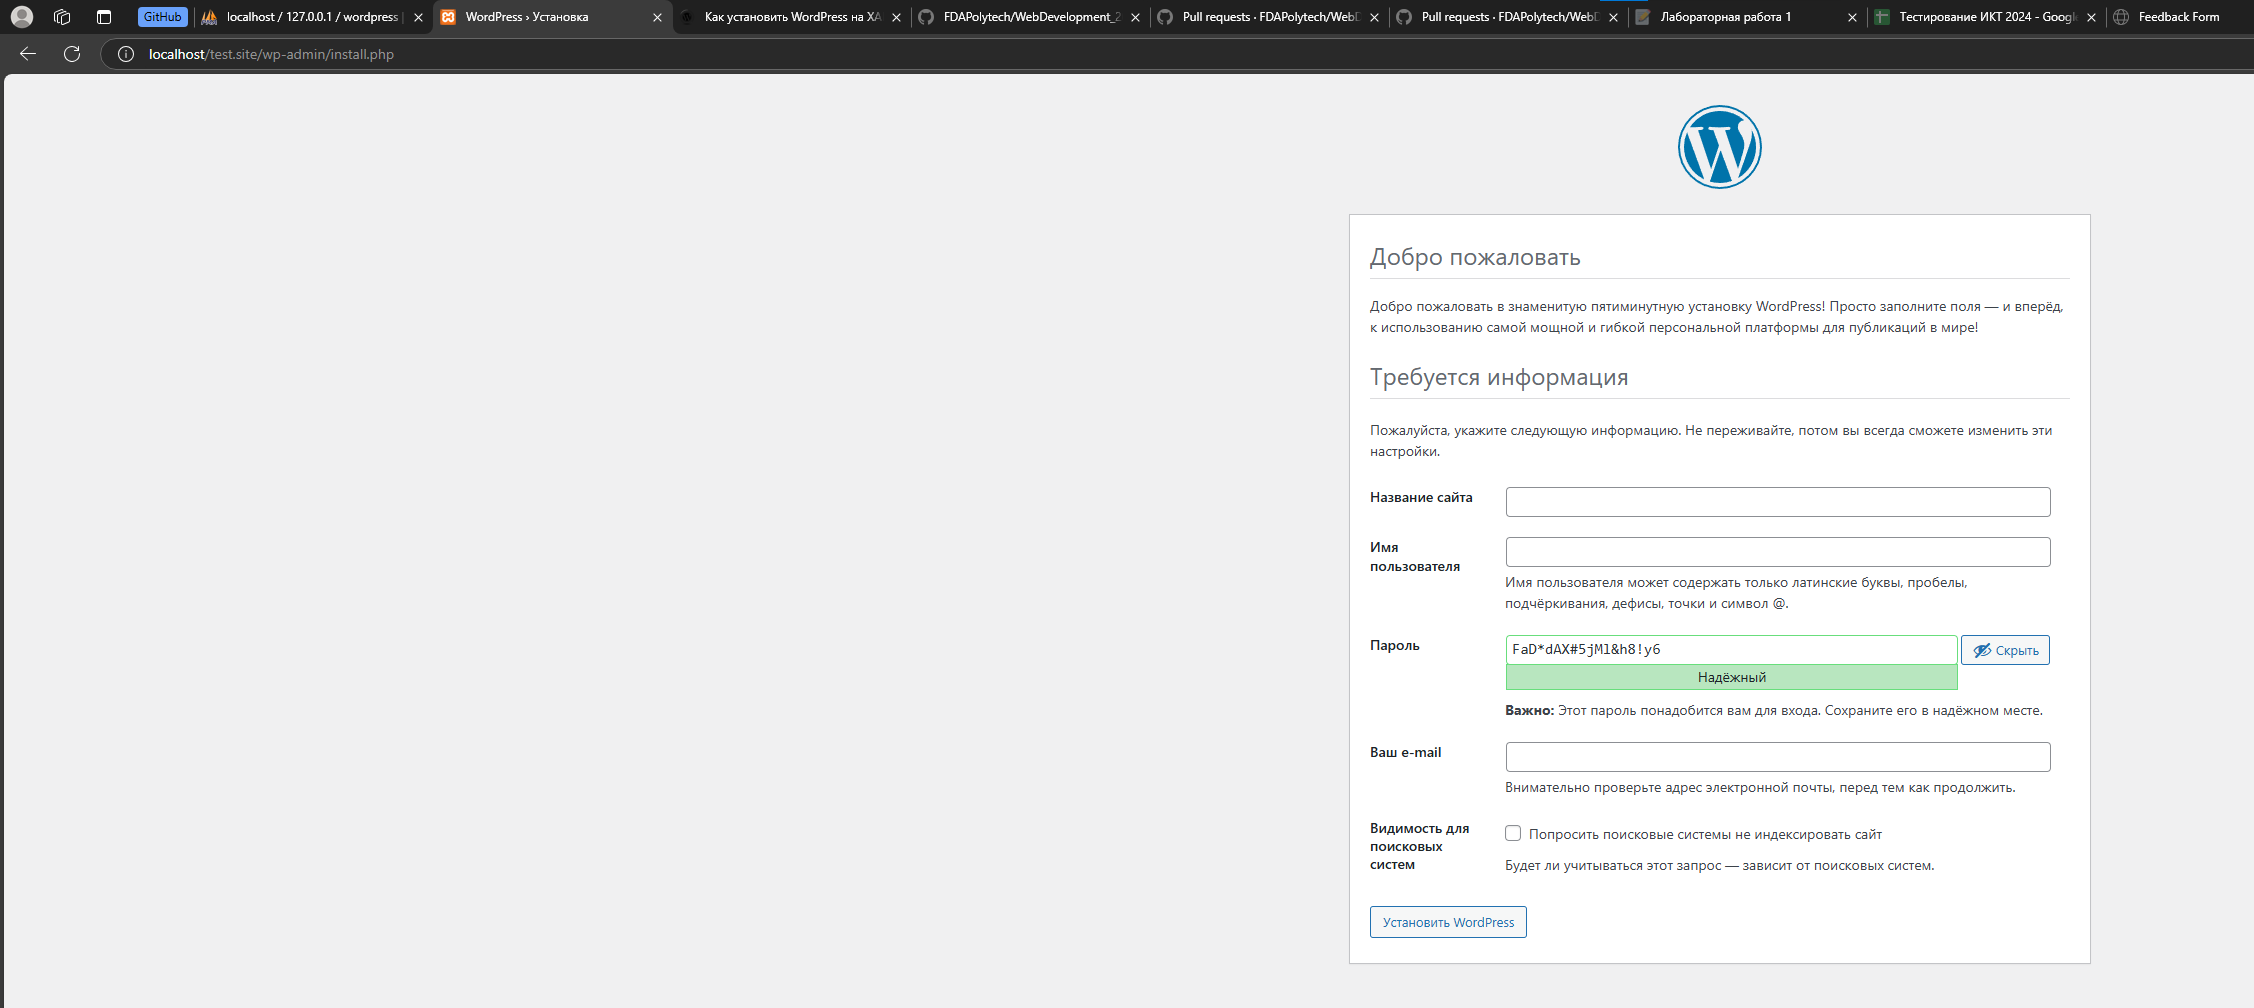 GitHub
localhost / 127.0.0.1 / wordpress |
WordPress › Установка
Как установить WordPress на XA
FDAPolytech/WebDevelopment_2
Pull requests · FDAPolytech/WebD
Pull requests · FDAPolytech/WebD
Лабораторная работа 1
Тестирование ИКТ 2024 - Googl
Feedback Form
localhost/test.site/wp-admin/install.php
Добро пожаловать
Добро пожаловать в знаменитую пятиминутную установку WordPress! Просто заполните поля — и вперёд,
к использованию самой мощной и гибкой персональной платформы для публикаций в мире!
Требуется информация
Пожалуйста, укажите следующую информацию. Не переживайте, потом вы всегда сможете изменить эти
настройки.
Название сайта
Имя
пользователя
Имя пользователя может содержать только латинские буквы, пробелы,
подчёркивания, дефисы, точки и символ @.
Пароль
FaD*dAX#5jMl&h8!y6
Скрыть
Надёжный
Важно: Этот пароль понадобится вам для входа. Сохраните его в надёжном месте.
Ваш e-mail
Внимательно проверьте адрес электронной почты, перед тем как продолжить.
Видимость для
поисковых
систем
Попросить поисковые системы не индексировать сайт
Будет ли учитываться этот запрос — зависит от поисковых систем.
Установить WordPress